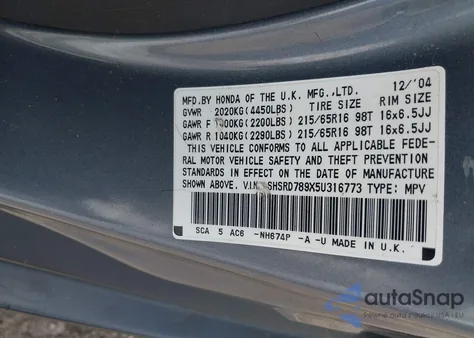 MFD.BY HONDA OF THE U.K. MFG.,LTD. 12/'04
GVWR 2020KG(4450LBS) TIRE SIZE RIM SIZE
GAWR F 1000KG(2200LBS) 215/65R16 98T 16x6.5JJ
GAWR R 1040KG(2290LBS) 215/65R16 98T 16x6.5JJ
THIS VEHICLE CONFORMS TO ALL APPLICABLE FEDE-
RAL MOTOR VEHICLE SAFETY AND THEFT PREVENTION
STANDARDS IN EFFECT ON THE DATE OF MANUFACTURE
SHOWN ABOVE. V.I.N. SHSRD789X5U316773 TYPE: MPV
SCA 5 AC6 -NH674P -A -U MADE IN U.K.
autoSnap